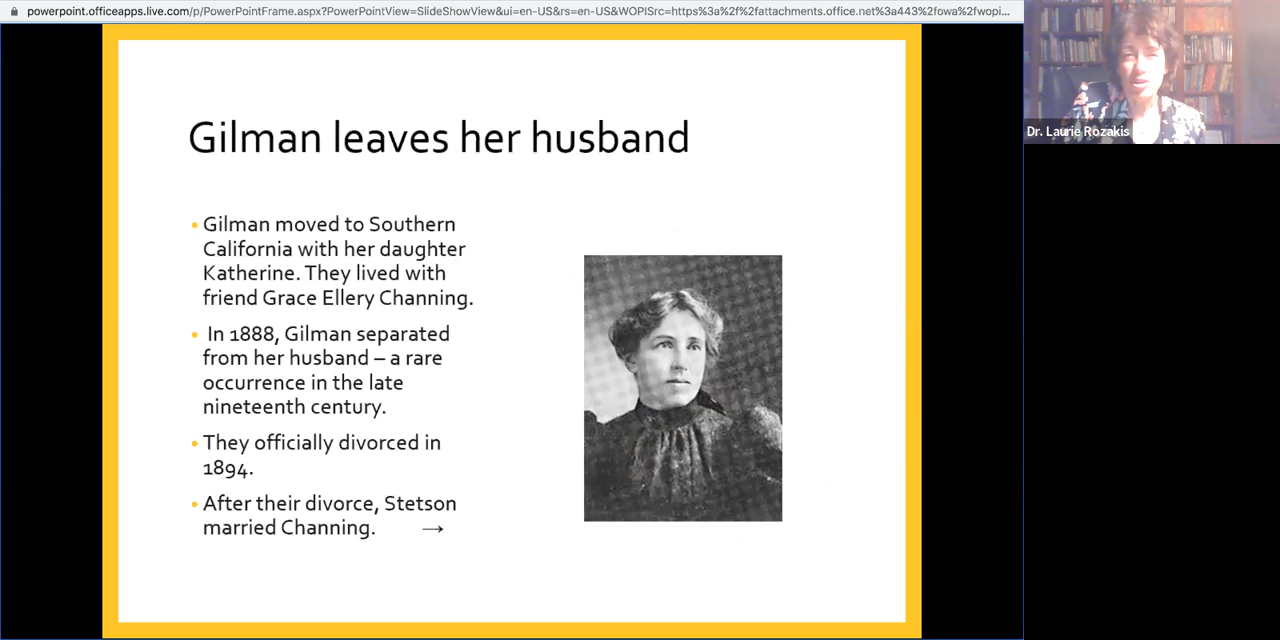 powerpoint.officeapps.live.com/p/PowerPointFrame.aspx?PowerPointView=SlideShowView&ui=en-US&rs=en-US&WOPISrc=https%3a%2f%2fattachments.office.net%3a443%2fowa%2fwopi...
Dr. Laurie Rozakis
Gilman leaves her husband
• Gilman moved to Southern
California with her daughter
Katherine. They lived with
friend Grace Ellery Channing.
• In 1888, Gilman separated
from her husband – a rare
occurrence in the late
nineteenth century.
• They officially divorced in
1894.
• After their divorce, Stetson
married Channing. →